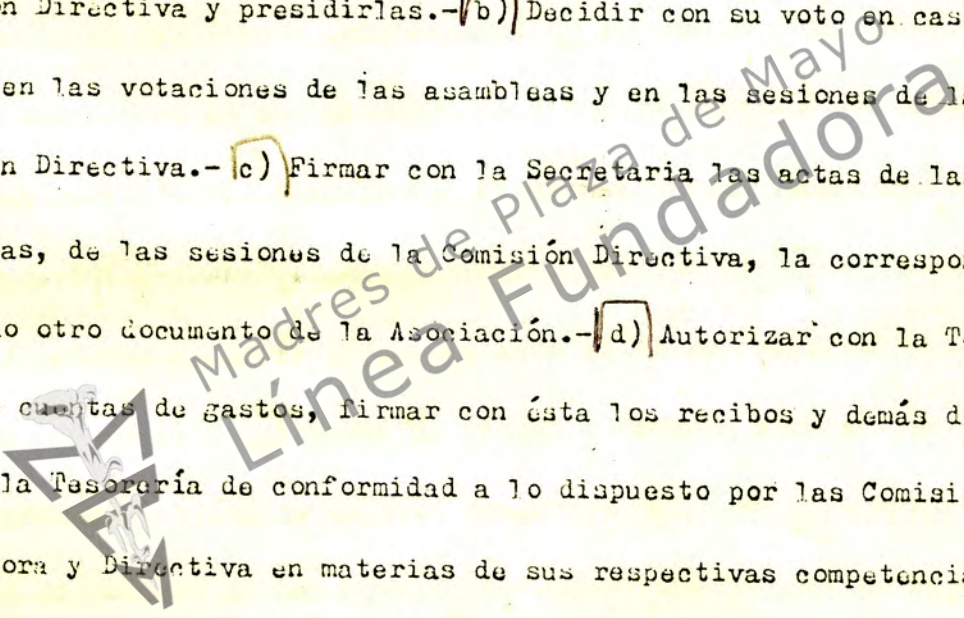 n Directiva y presidirlas.- b) Decidir con su voto en cas
en las votaciones de las asambleas y en las sesiones de l
n Directiva.- c) Firmar con la Secretaria las actas de la
as, de las sesiones de la Comisión Directiva, la correspo
o otro documento de la Asociación.- d) Autorizar con la T
cuentas de gastos, firmar con ésta los recibos y demás d
la Tesorería de conformidad a lo dispuesto por las Comisi
ora y Directiva en materias de sus respectivas competencia
Madres de Plaza de Mayo
Línea Fundadora